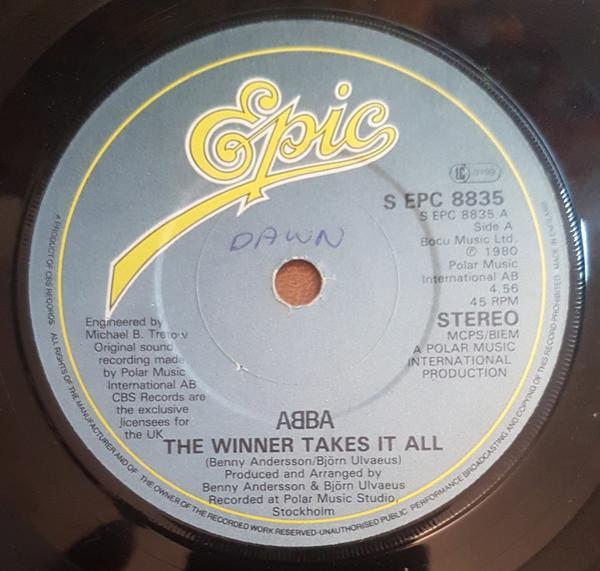 Epic
LC 0199
S EPC 8835
S EPC 8835 A
Side A
Bocu Music Ltd.
℗ 1980
Polar Music
International AB
4.56
45 RPM
STEREO
MCPS/BIEM
A POLAR MUSIC
INTERNATIONAL
PRODUCTION
DAWN
Engineered by
Michael B. Tretow
Original sound
recording made
by Polar Music
International AB
CBS Records are
the exclusive
licensees for
the UK
AᗺBA
THE WINNER TAKES IT ALL
(Benny Andersson/Björn Ulvaeus)
Produced and Arranged by
Benny Andersson & Björn Ulvaeus
Recorded at Polar Music Studio,
Stockholm
A PRODUCT OF CBS RECORDS. ALL RIGHTS OF THE MANUFACTURER AND OF THE OWNER OF THE RECORDED WORK RESERVED-UNAUTHORISED PUBLIC PERFORMANCE BROADCASTING AND COPYING OF THIS RECORD PROHIBITED. MADE IN ENGLAND